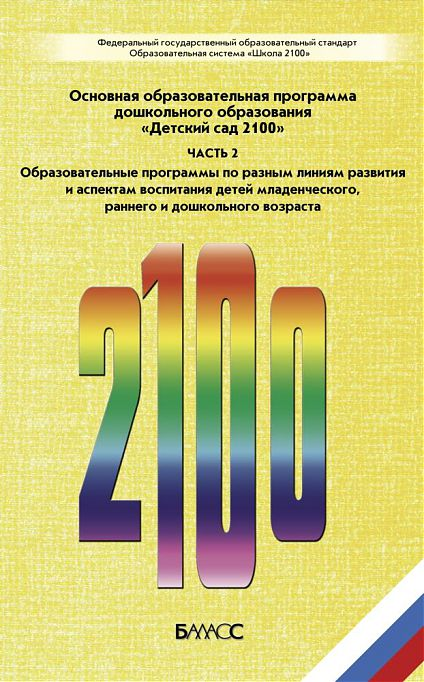 Федеральный государственный образовательный стандарт
Образовательная система «Школа 2100»
Основная образовательная программа
дошкольного образования
«Детский сад 2100»
ЧАСТЬ 2
Образовательные программы по разным линиям развития
и аспектам воспитания детей младенческого,
раннего и дошкольного возраста
2100
БАЛАСС